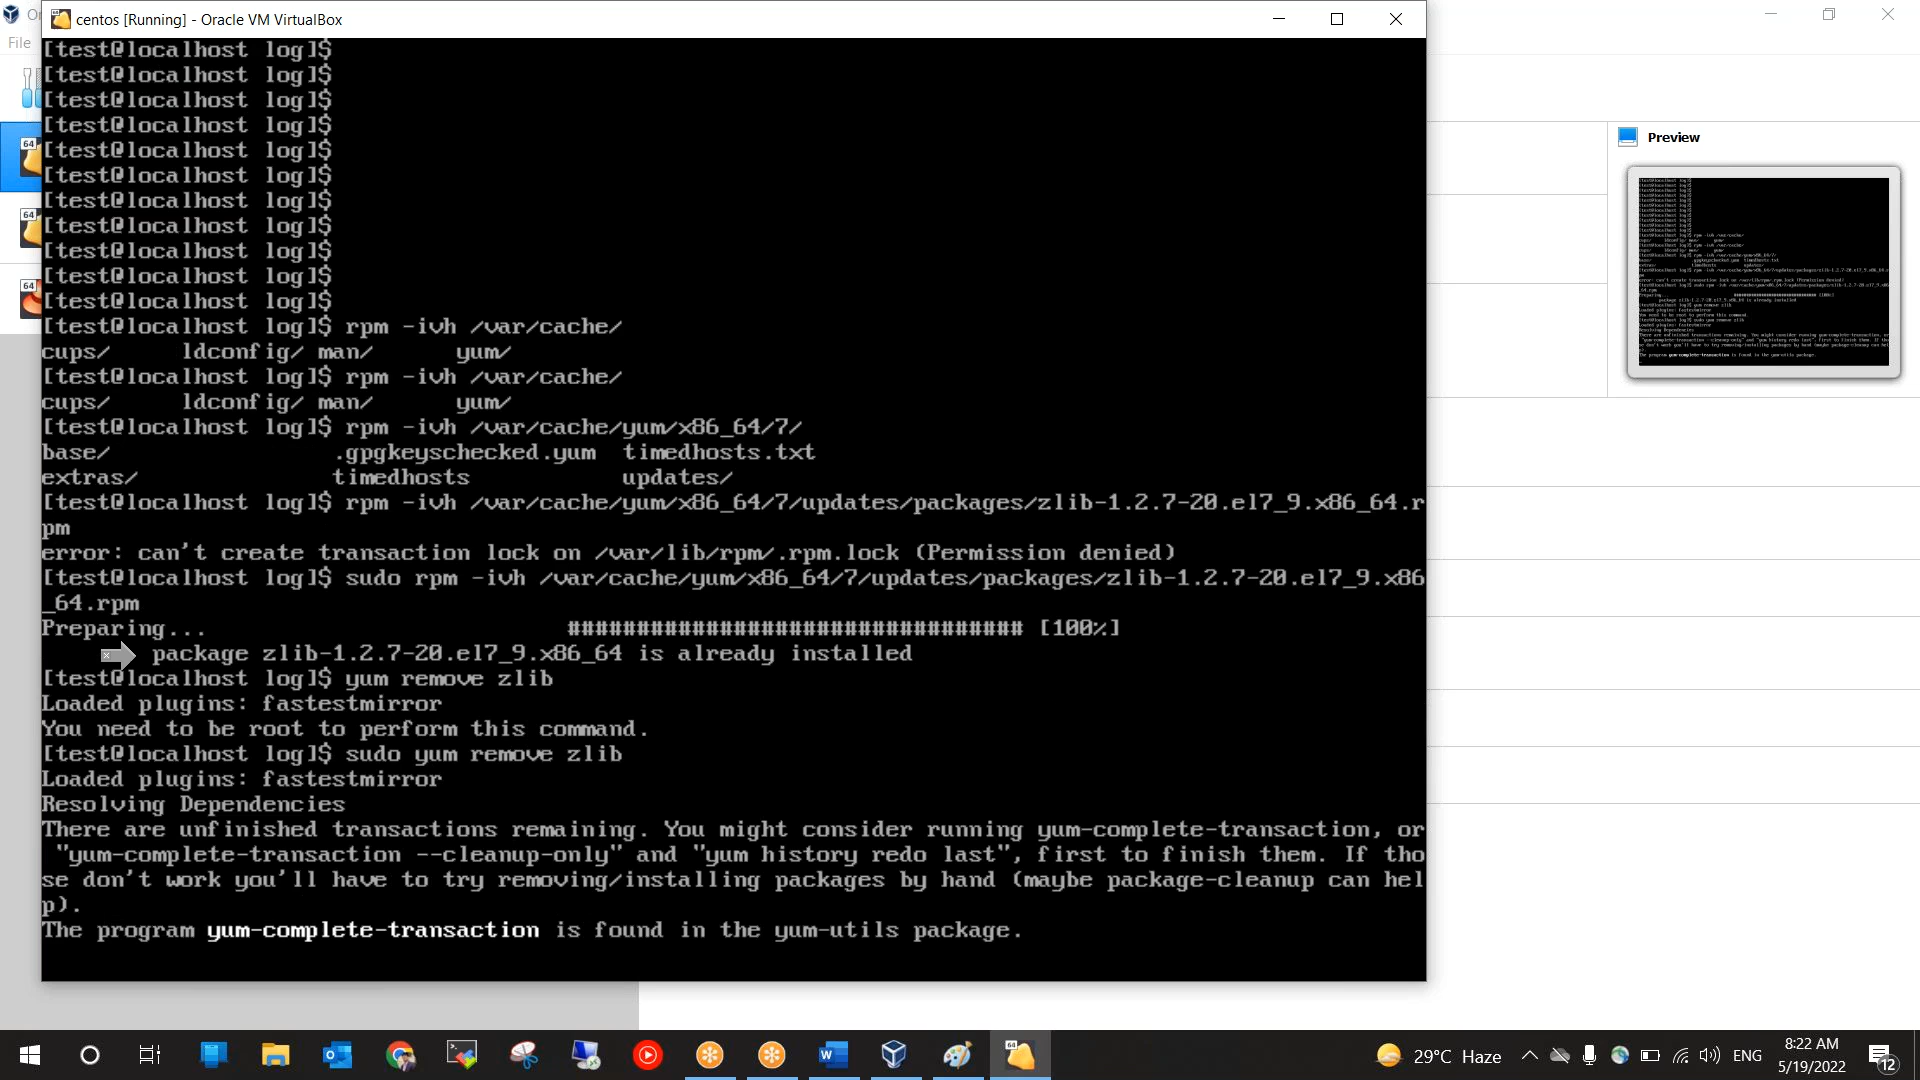 centos [Running] - Oracle VM VirtualBox
File
[test@localhost log]$
[test@localhost log]$
[test@localhost log]$
[test@localhost log]$
[test@localhost log]$
[test@localhost log]$
[test@localhost log]$
[test@localhost log]$
[test@localhost log]$
[test@localhost log]$
[test@localhost log]$
[test@localhost log]$ rpm -ivh /var/cache/
cups/ ldconfig/ man/ yum/
[test@localhost log]$ rpm -ivh /var/cache/
cups/ ldconfig/ man/ yum/
[test@localhost log]$ rpm -ivh /var/cache/yum/x86_64/7/
base/ .gpgkeyschecked.yum timedhosts.txt
extras/ timedhosts updates/
[test@localhost log]$ rpm -ivh /var/cache/yum/x86_64/7/updates/packages/zlib-1.2.7-20.el7_9.x86_64.r
pm
error: can't create transaction lock on /var/lib/rpm/.rpm.lock (Permission denied)
[test@localhost log]$ sudo rpm -ivh /var/cache/yum/x86_64/7/updates/packages/zlib-1.2.7-20.el7_9.x86
_64.rpm
Preparing... ################################# [100%]
package zlib-1.2.7-20.el7_9.x86_64 is already installed
[test@localhost log]$ yum remove zlib
Loaded plugins: fastestmirror
You need to be root to perform this command.
[test@localhost log]$ sudo yum remove zlib
Loaded plugins: fastestmirror
Resolving Dependencies
There are unfinished transactions remaining. You might consider running yum-complete-transaction, or
"yum-complete-transaction --cleanup-only" and "yum history redo last", first to finish them. If tho
se don't work you'll have to try removing/installing packages by hand (maybe package-cleanup can hel
p).
The program yum-complete-transaction is found in the yum-utils package.
64
64
64
Preview
29°C Haze
ENG
8:22 AM
5/19/2022
12